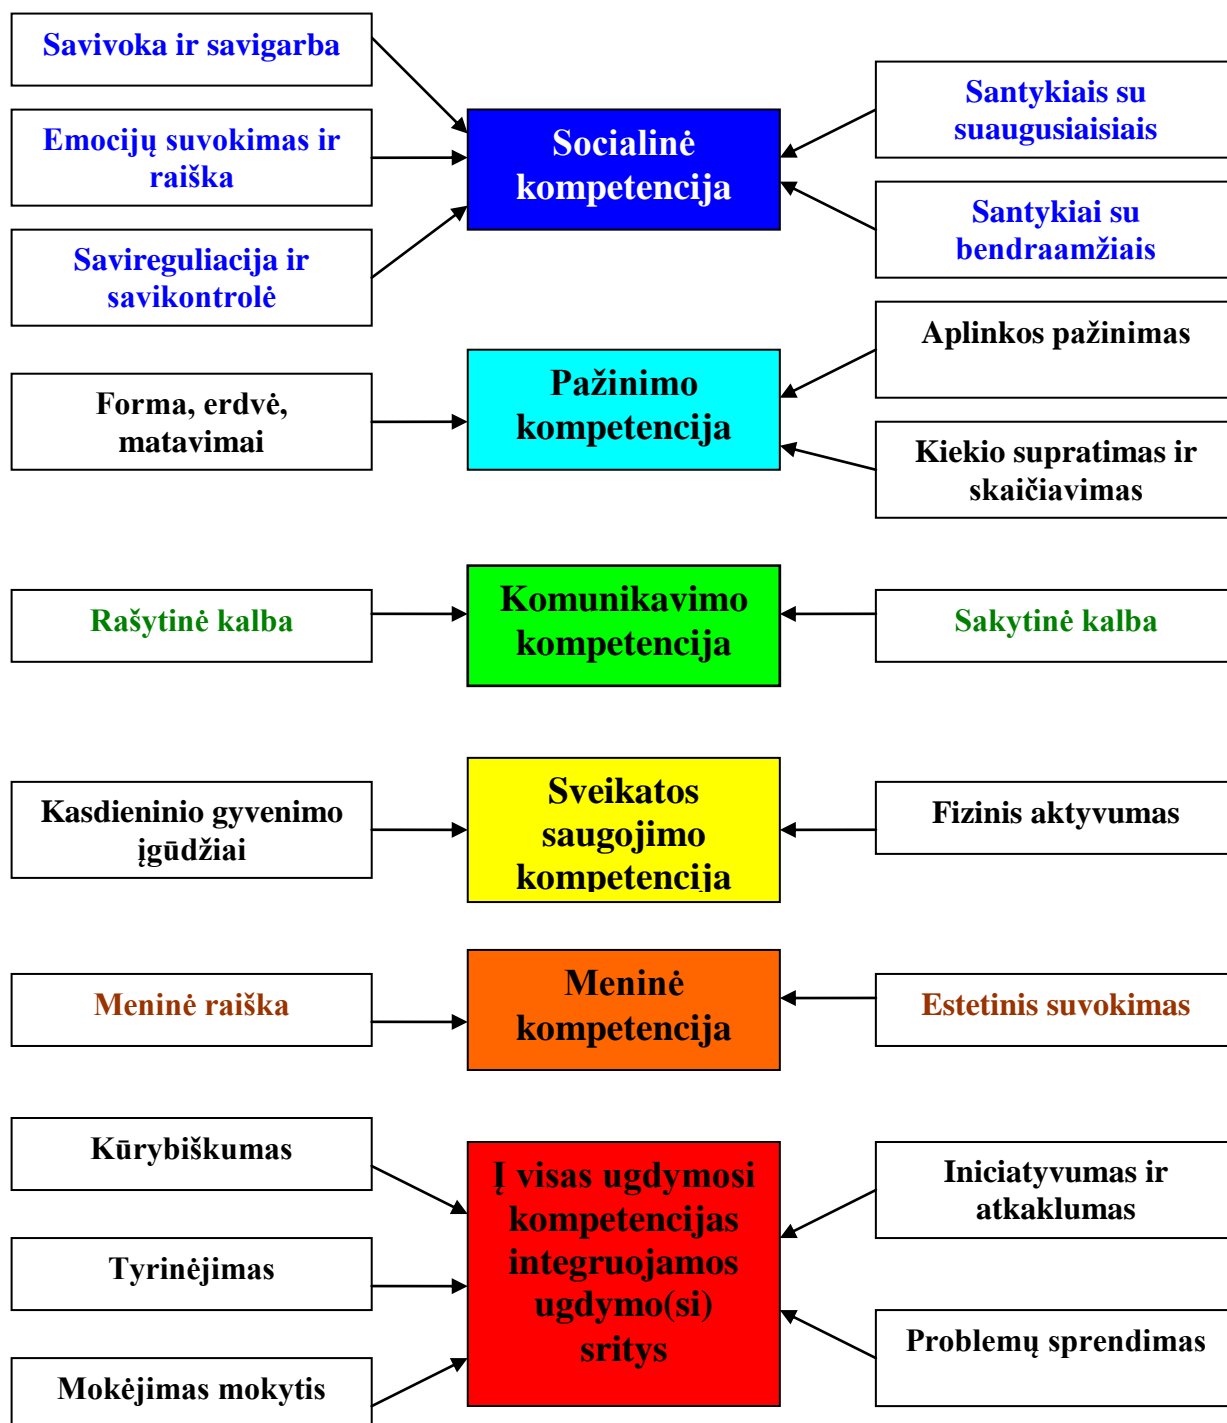 Savivoka ir savigarba
Emocijų suvokimas ir
raiška
Savireguliacija ir
savikontrolė
Socialinė
kompetencija
Santykiais su
suaugusiaisiais
Santykiai su
bendraamžiais
Forma, erdvė,
matavimai
Pažinimo
kompetencija
Aplinkos pažinimas
Kiekio supratimas ir
skaičiavimas
Rašytinė kalba
Komunikavimo
kompetencija
Sakytinė kalba
Kasdieninio gyvenimo
įgūdžiai
Sveikatos
saugojimo
kompetencija
Fizinis aktyvumas
Meninė raiška
Meninė
kompetencija
Estetinis suvokimas
Kūrybiškumas
Tyrinėjimas
Mokėjimas mokytis
Į visas ugdymosi
kompetencijas
integruojamos
ugdymo(si)
sritys
Iniciatyvumas ir
atkaklumas
Problemų sprendimas